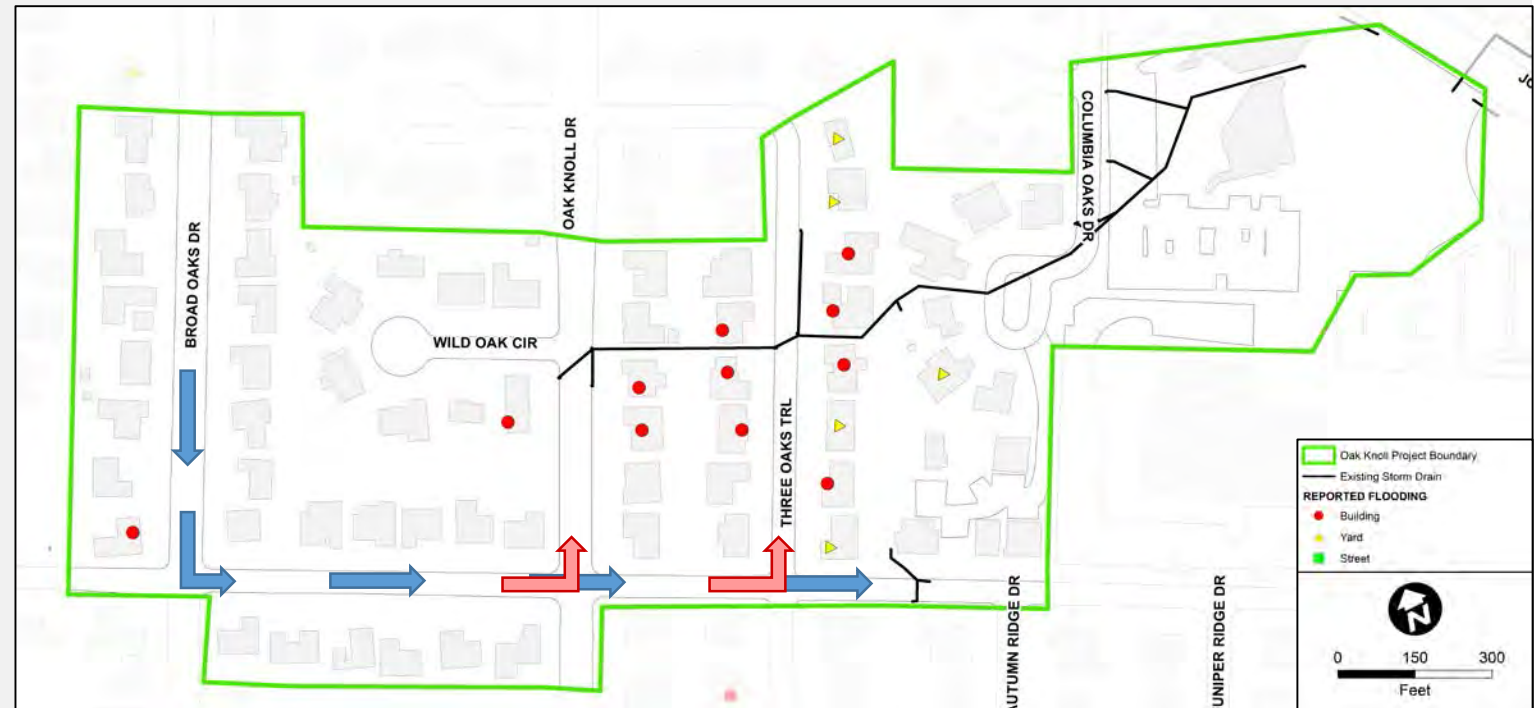 OAK KNOLL DR
COLUMBIA OAKS DR
BROAD OAKS DR
WILD OAK CIR
THREE OAKS TRL
AUTUMN RIDGE DR
UNIPER RIDGE DR
JO
Oak Knoll Project Boundary
Existing Storm Drain
REPORTED FLOODING
Building
Yard
Street
N
0 150 300
Feet